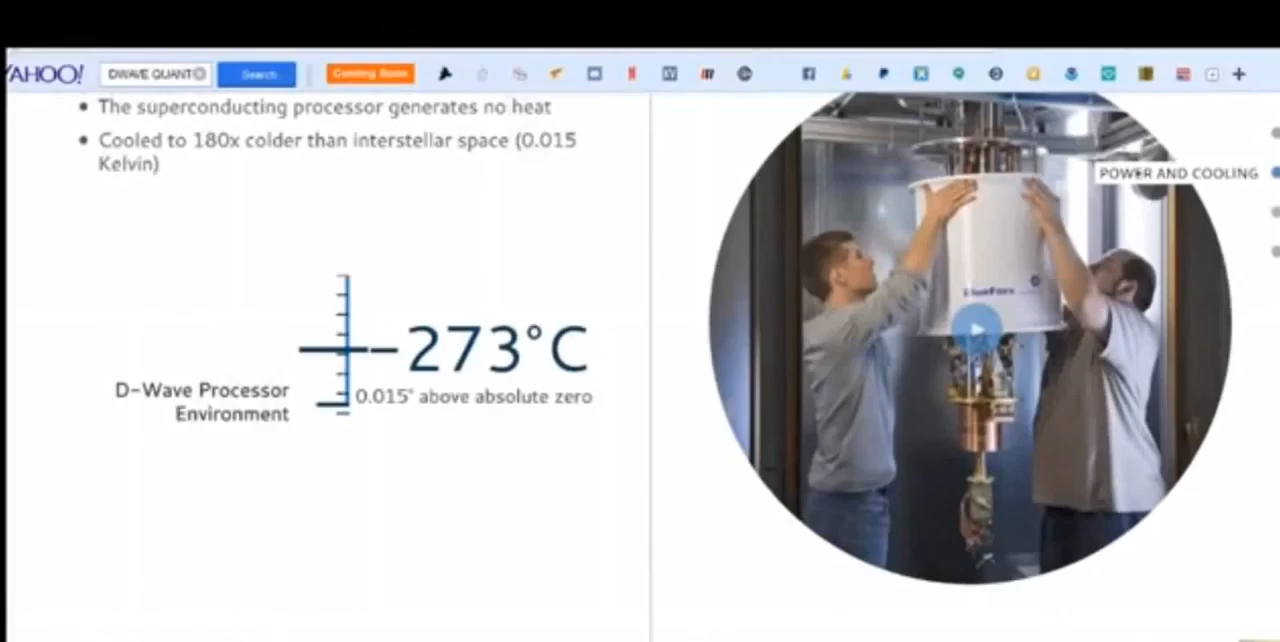 YAHOO!
DWAVE QUANT
Search
Coming Soon
The superconducting processor generates no heat
Cooled to 180x colder than interstellar space (0.015
Kelvin)
POWER AND COOLING
BlueFors
-273°C
D-Wave Processor
Environment
0.015° above absolute zero